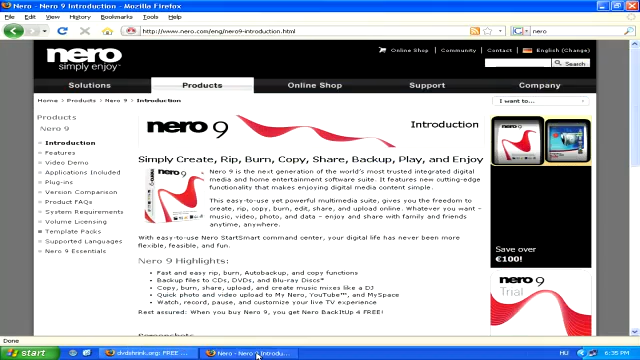 Nero - Nero 9 Introduction - Mozilla Firefox
File Edit View History Bookmarks Tools Help
http://www.nero.com/eng/nero9-introduction.html
nero
nero
simply enjoy
Online Shop | Community | Contact | English (Change)
Search
Solutions Products Online Shop Support Company
Home > Products > Nero 9 > Introduction
I want to...
Products
Nero 9
Introduction
Features
Video Demo
Applications Included
Plug-ins
Version Comparison
Product FAQs
System Requirements
Volume Licensing
Template Packs
Supported Languages
Nero 9 Essentials
nero 9
Introduction
Simply Create, Rip, Burn, Copy, Share, Backup, Play, and Enjoy
Nero 9 is the next generation of the world's most trusted integrated digital
media and home entertainment software suite. It features new cutting-edge
functionality that makes enjoying digital media content simple.
This easy-to-use yet powerful multimedia suite, gives you the freedom to
create, rip, copy, burn, edit, share, and upload online. Whatever you want –
music, video, photo, and data – enjoy and share with family and friends
anytime, anywhere.
With easy-to-use Nero StartSmart command center, your digital life has never been more
flexible, feasible, and fun.
Nero 9 Highlights:
Fast and easy rip, burn, Autobackup, and copy functions
Backup files to CDs, DVDs, and Blu-ray Discs*
Copy, burn, share, upload, and create music mixes like a DJ
Quick photo and video upload to My Nero, YouTube™, and MySpace
Watch, record, pause, and customize your live TV experience
Rest assured: When you buy Nero 9, you get Nero BackItUp 4 FREE!
Screenshots
Save over
€100!
nero 9
Trial
Done
start
dvdshrink.org: FREE ...
Nero - Nero 9 Introdu...
HU
6:35 PM